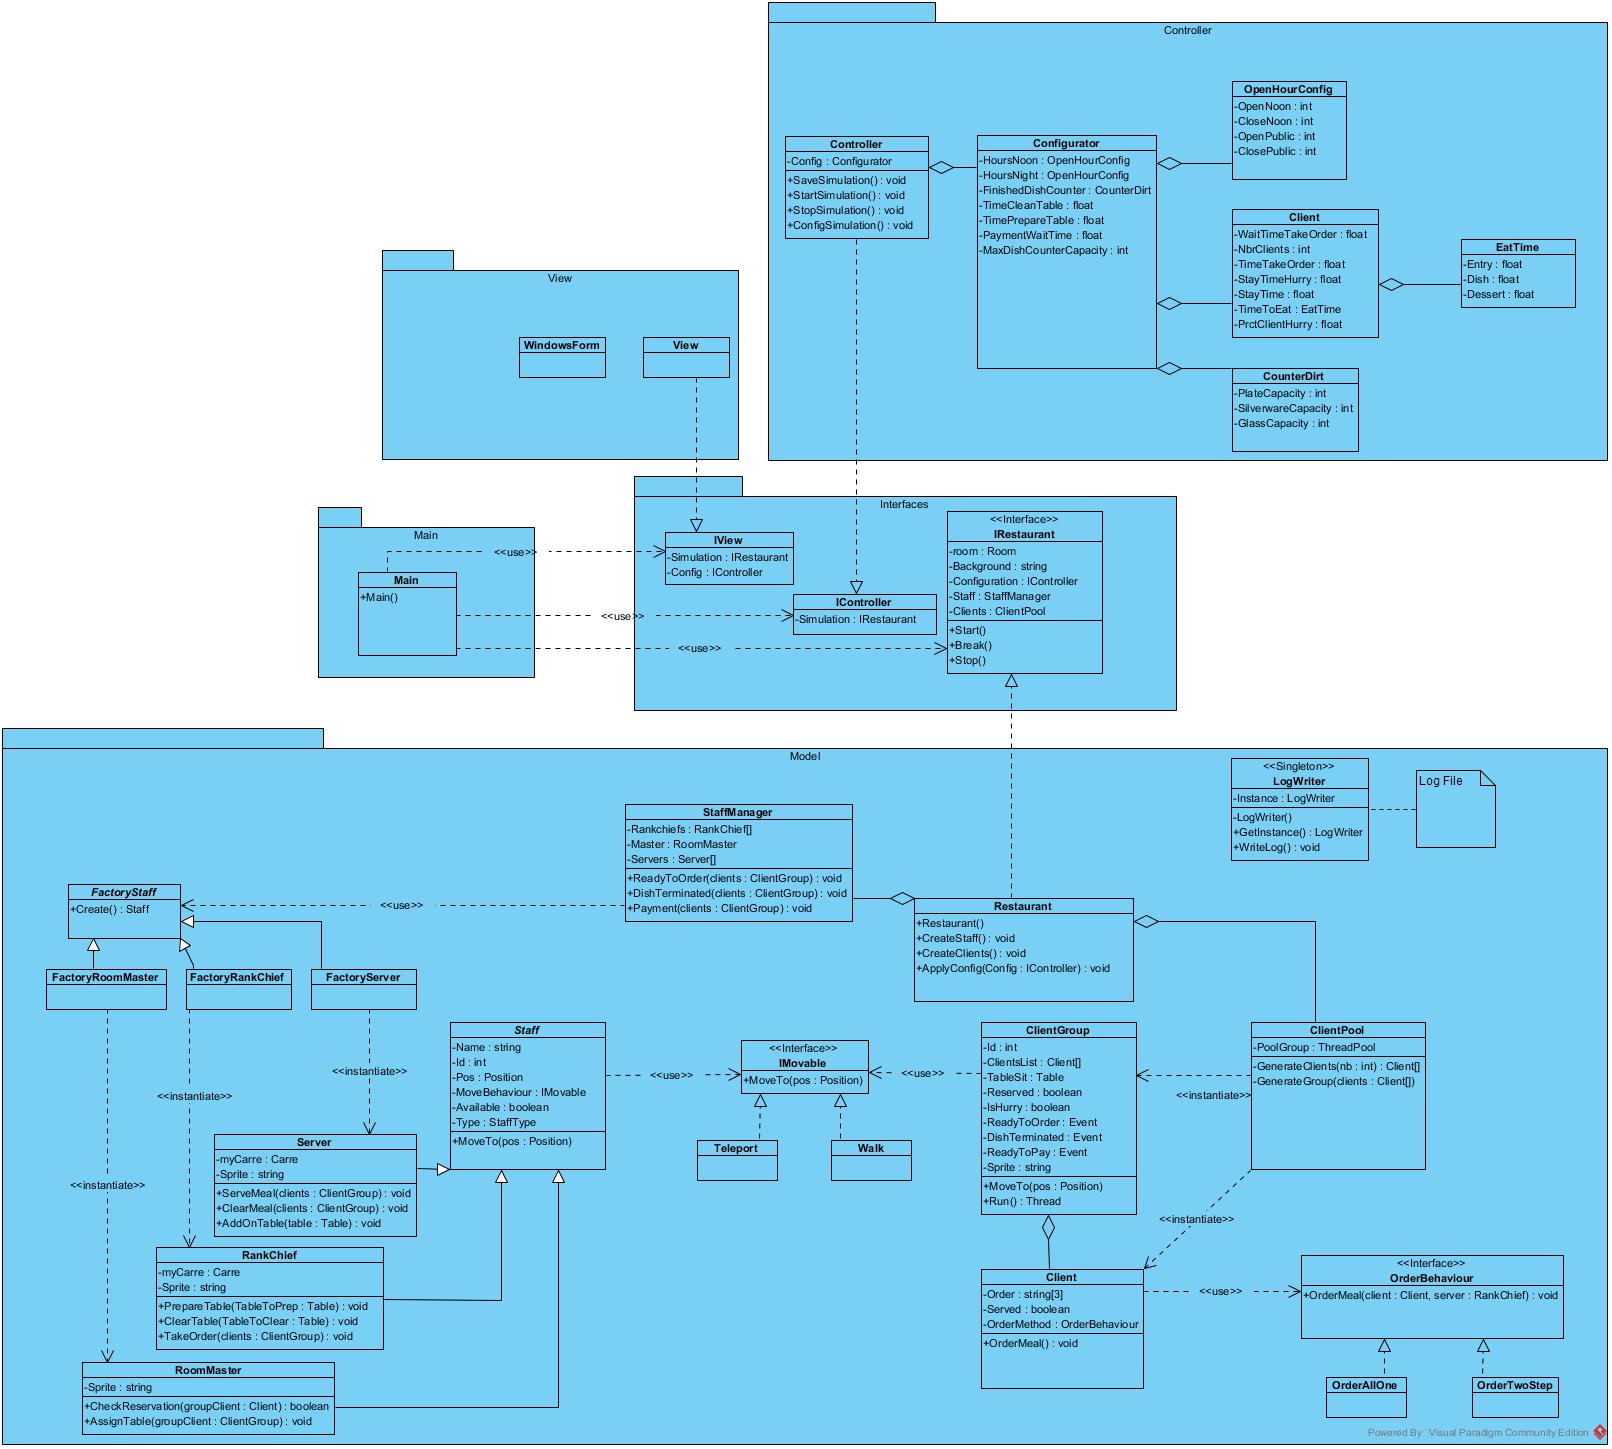 Controller
OpenHourConfig
-OpenNoon : int
-CloseNoon : int
-OpenPublic : int
-ClosePublic : int
Controller
-Config : Configurator
+SaveSimulation() : void
+StartSimulation() : void
+StopSimulation() : void
+ConfigSimulation() : void
Configurator
-HoursNoon : OpenHourConfig
-HoursNight : OpenHourConfig
-FinishedDishCounter : CounterDirt
-TimeCleanTable : float
-TimePrepareTable : float
-PaymentWaitTime : float
-MaxDishCounterCapacity : int
Client
-WaitTimeTakeOrder : float
-NbrClients : int
-TimeTakeOrder : float
-StayTimeHurry : float
-StayTime : float
-TimeToEat : EatTime
-PrctClientHurry : float
EatTime
-Entry : float
-Dish : float
-Dessert : float
CounterDirt
-PlateCapacity : int
-SilverwareCapacity : int
-GlassCapacity : int
View
WindowsForm
View
Interfaces
<<Interface>>
IRestaurant
-room : Room
-Background : string
-Configuration : IController
-Staff : StaffManager
-Clients : ClientPool
+Start()
+Break()
+Stop()
IView
-Simulation : IRestaurant
-Config : IController
IController
-Simulation : IRestaurant
Main
<<use>>
Main
+Main()
<<use>>
<<use>>
Model
<<Singleton>>
LogWriter
-Instance : LogWriter
-LogWriter()
+GetInstance() : LogWriter
+WriteLog() : void
Log File
StaffManager
-Rankchiefs : RankChief[]
-Master : RoomMaster
-Servers : Server[]
+ReadyToOrder(clients : ClientGroup) : void
+DishTerminated(clients : ClientGroup) : void
+Payment(clients : ClientGroup) : void
FactoryStaff
+Create() : Staff
<<use>>
Restaurant
+Restaurant()
+CreateStaff() : void
+CreateClients() : void
+ApplyConfig(Config : IController) : void
FactoryRoomMaster
FactoryRankChief
FactoryServer
Staff
-Name : string
-Id : int
-Pos : Position
-MoveBehaviour : IMovable
-Available : boolean
-Type : StaffType
+MoveTo(pos : Position)
<<use>>
<<Interface>>
IMovable
+MoveTo(pos : Position)
<<use>>
Teleport
Walk
ClientGroup
-Id : int
-ClientsList : Client[]
-TableSit : Table
-Reserved : boolean
-IsHurry : boolean
-ReadyToOrder : Event
-DishTerminated : Event
-ReadyToPay : Event
-Sprite : string
+MoveTo(pos : Position)
+Run() : Thread
ClientPool
-PoolGroup : ThreadPool
-GenerateClients(nb : int) : Client[]
-GenerateGroup(clients : Client[])
<<instantiate>>
<<instantiate>>
<<instantiate>>
<<instantiate>>
<<instantiate>>
Server
-myCarre : Carre
-Sprite : string
+ServeMeal(clients : ClientGroup) : void
+ClearMeal(clients : ClientGroup) : void
+AddOnTable(table : Table) : void
RankChief
-myCarre : Carre
-Sprite : string
+PrepareTable(TableToPrep : Table) : void
+ClearTable(TableToClear : Table) : void
+TakeOrder(clients : ClientGroup) : void
RoomMaster
-Sprite : string
+CheckReservation(groupClient : Client) : boolean
+AssignTable(groupClient : ClientGroup) : void
Client
-Order : string[3]
-Served : boolean
-OrderMethod : OrderBehaviour
+OrderMeal() : void
<<use>>
<<Interface>>
OrderBehaviour
+OrderMeal(client : Client, server : RankChief) : void
OrderAllOne
OrderTwoStep
Powered By Visual Paradigm Community Edition